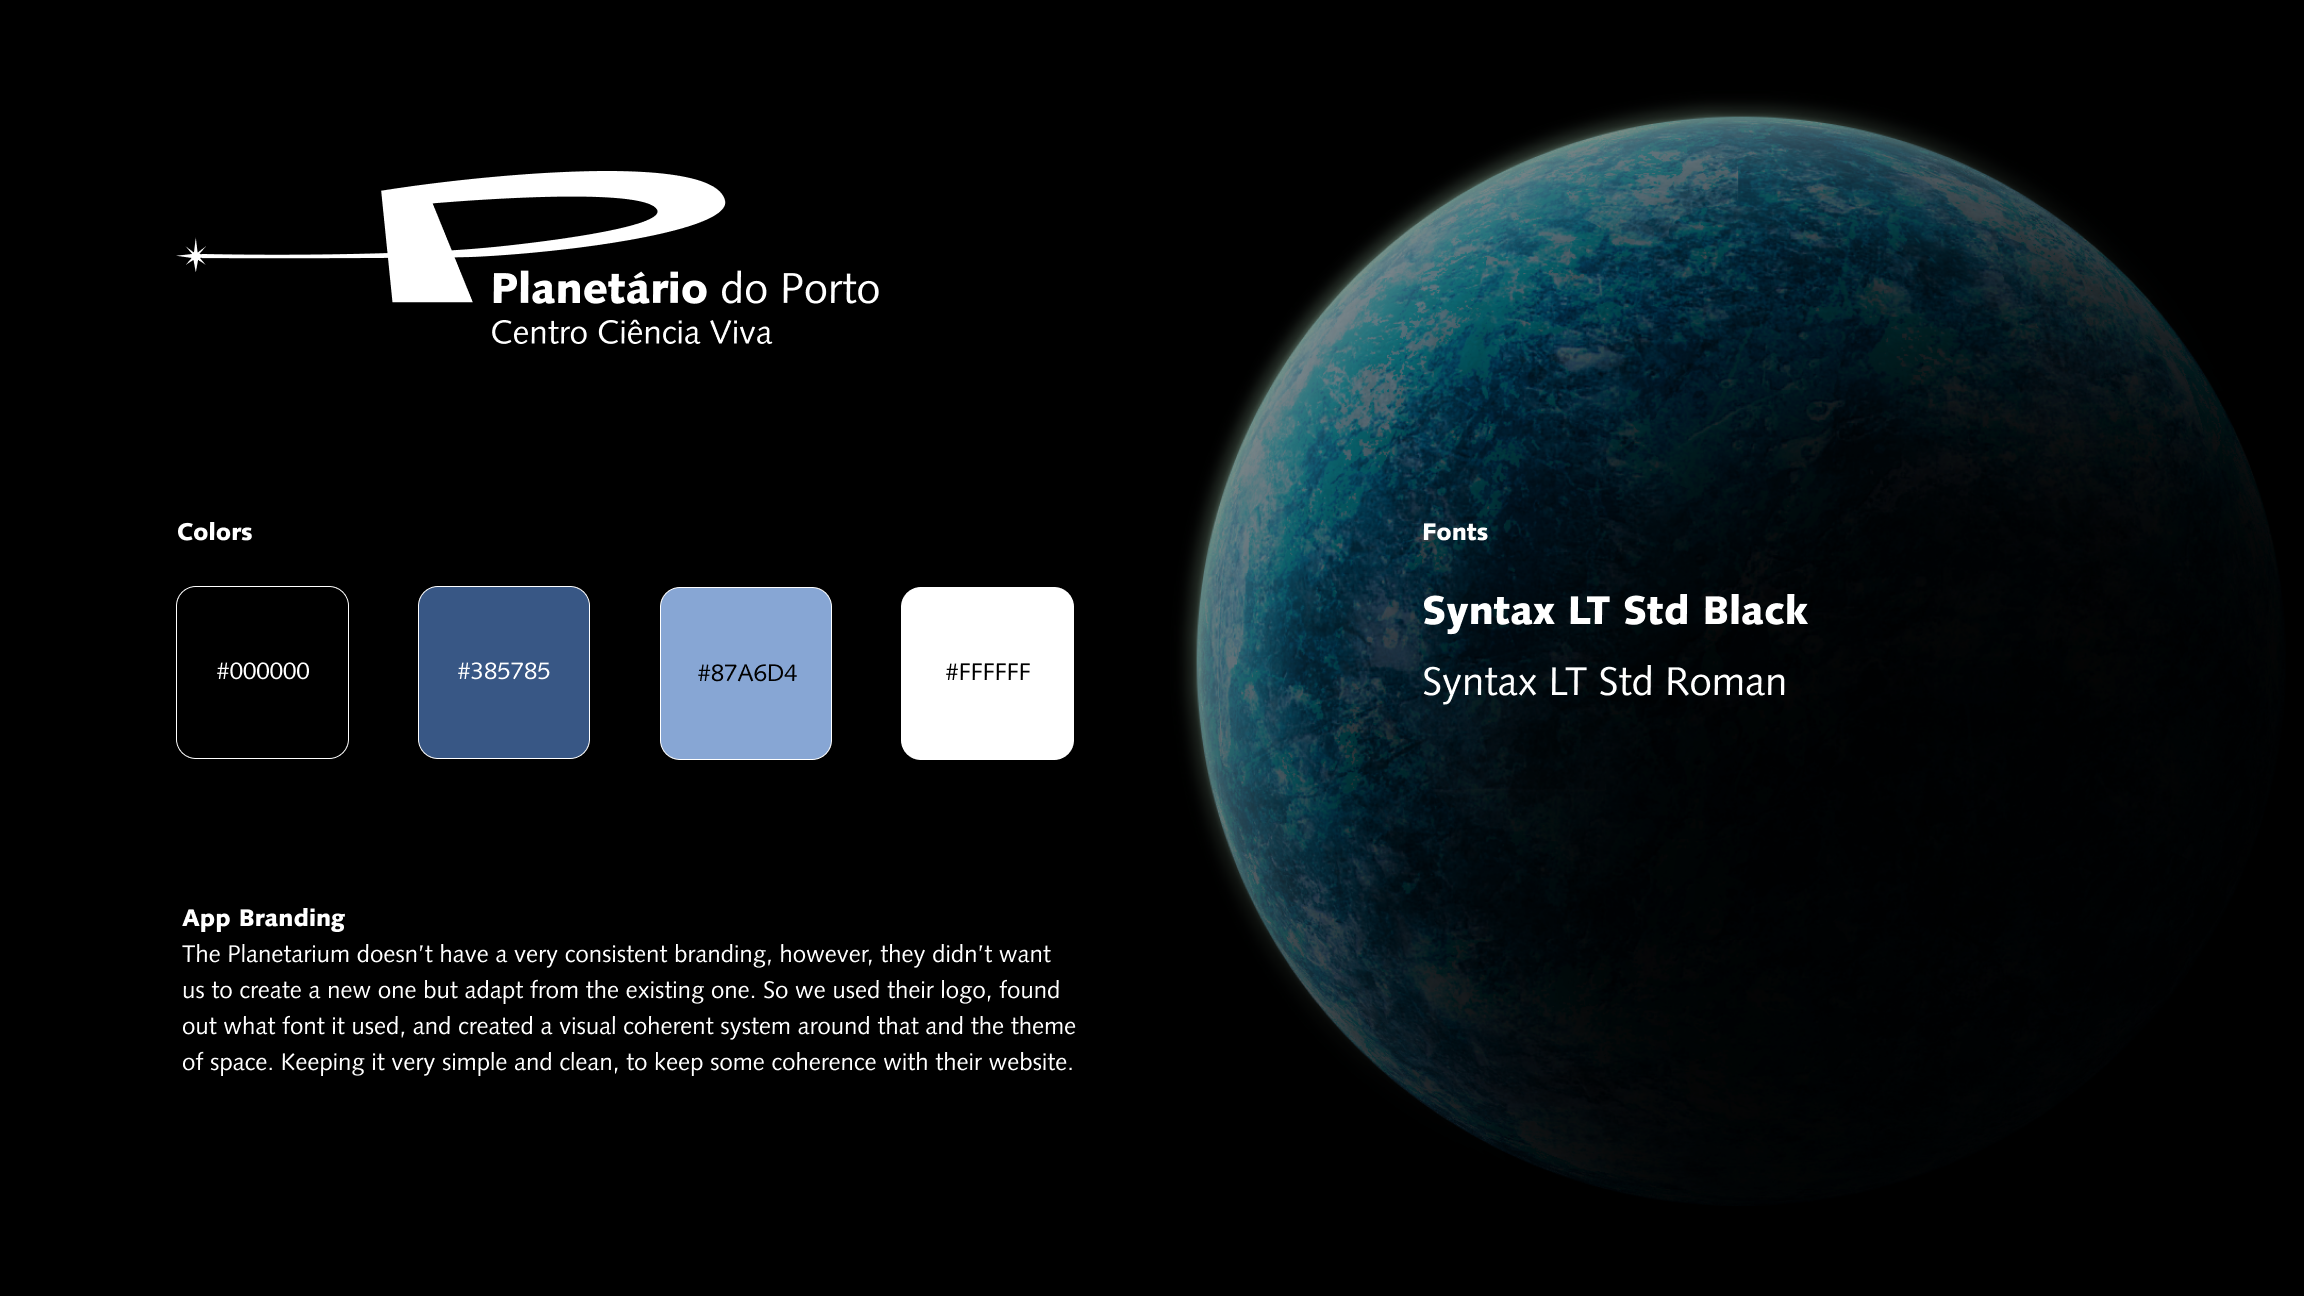 Planetário do Porto
Centro Ciência Viva
Colors
#000000
#385785
#87A6D4
#FFFFFF
Fonts
Syntax LT Std Black
Syntax LT Std Roman
App Branding
The Planetarium doesn’t have a very consistent branding, however, they didn’t want
us to create a new one but adapt from the existing one. So we used their logo, found
out what font it used, and created a visual coherent system around that and the theme
of space. Keeping it very simple and clean, to keep some coherence with their website.